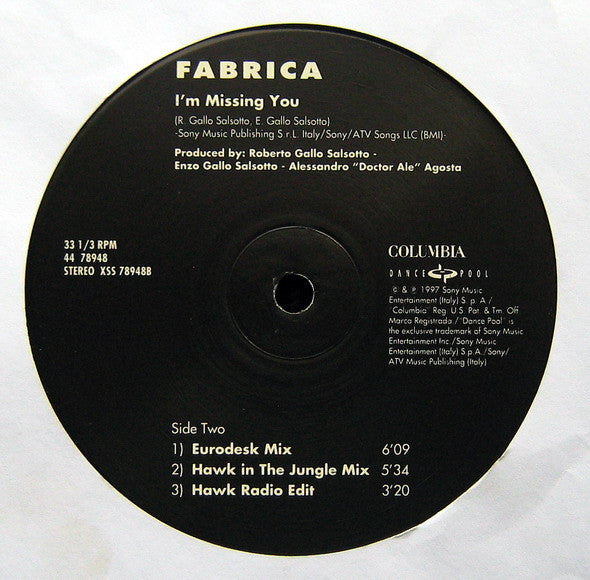 FABRICA
I'm Missing You
(R. Gallo Salsotto, E. Gallo Salsotto)
-Sony Music Publishing S.r.L. Italy/Sony/ATV Songs LLC (BMI)-
Produced by: Roberto Gallo Salsotto -
Enzo Gallo Salsotto - Alessandro "Doctor Ale" Agosta
33 1/3 RPM
44 78948
STEREO XSS 78948B
COLUMBIA
DANCE POOL
© & ℗ 1997 Sony Music
Entertainment (Italy) S. p. A /
"Columbia" Reg. U.S. Pat. & Tm. Off
Marca Registrada / "Dance Pool" is
the exclusive trademark of Sony Music
Entertainment Inc./Sony Music
Entertainment (Italy) S.p.A./Sony/
ATV Music Publishing (Italy)
Side Two
1) Eurodesk Mix 6'09
2) Hawk in The Jungle Mix 5'34
3) Hawk Radio Edit 3'20